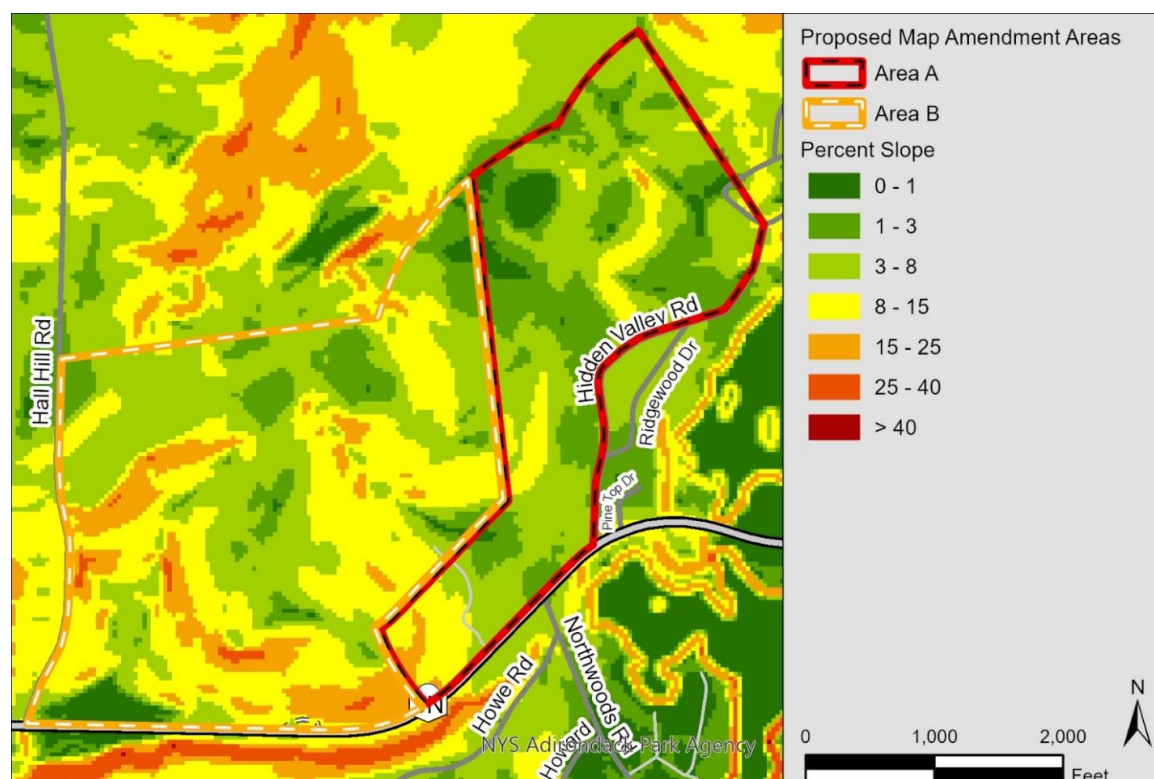 Hall Hill Rd
Hidden Valley Rd
Ridgewood Dr
Pine Top Dr
Howe Rd
Northwoods Rd
Howard
N
NYS Adirondack Park Agency
Proposed Map Amendment Areas
Area A
Area B
Percent Slope
0 - 1
1 - 3
3 - 8
8 - 15
15 - 25
25 - 40
> 40
N
0 1,000 2,000
Feet